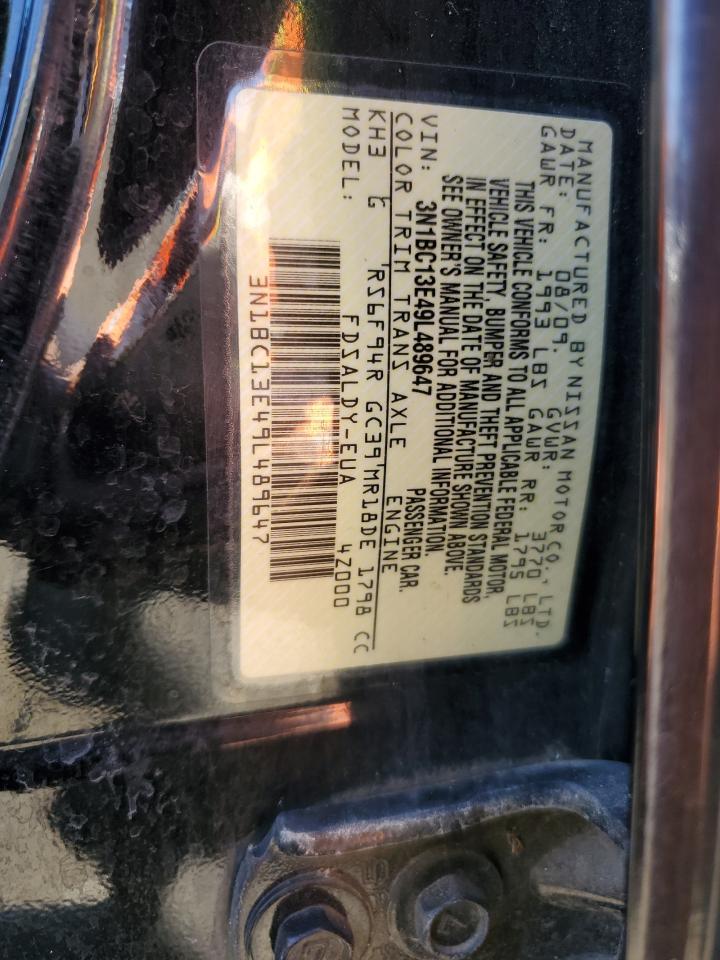 MANUFACTURED BY NISSAN MOTOR CO., LTD.
DATE: 08/09. GVWR: 3770 LBS
GAWR FR: 1993 LBS GAWR RR: 1795 LBS
THIS VEHICLE CONFORMS TO ALL APPLICABLE FEDERAL MOTOR
VEHICLE SAFETY, BUMPER AND THEFT PREVENTION STANDARDS
IN EFFECT ON THE DATE OF MANUFACTURE SHOWN ABOVE.
SEE OWNER'S MANUAL FOR ADDITIONAL INFORMATION.
VIN: 3N1BC13E49L489647 PASSENGER CAR.
COLOR TRIM TRANS AXLE ENGINE
KH3 G RS6F94R GC39 MR18DE 1798 CC
MODEL: FDSALDY-EUA 4Z000
3N1BC13E49L489647